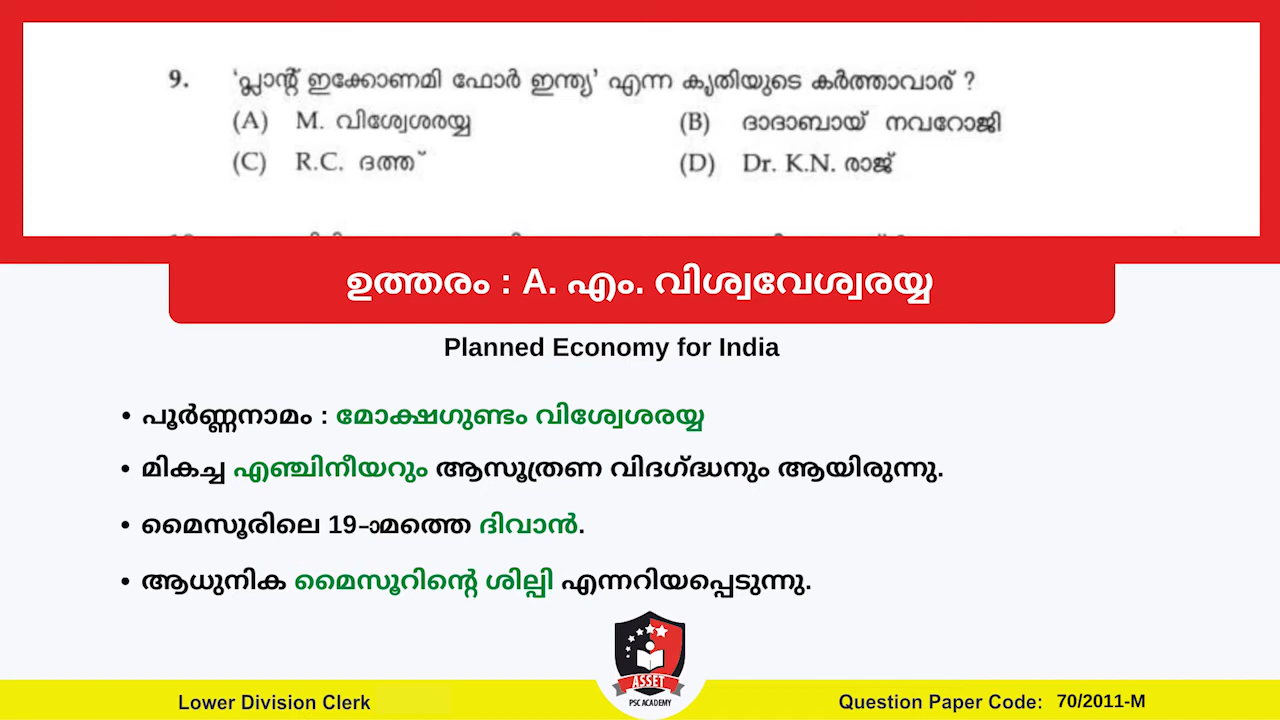 9. 'പ്ലാന്റ് ഇക്കോണമി ഫോർ ഇന്ത്യ' എന്ന കൃതിയുടെ കർത്താവാര് ?
(A) M. വിശ്വേശരയ്യ (B) ദാദാബായ് നവറോജി
(C) R.C. ദത്ത് (D) Dr. K.N. രാജ്
ഉത്തരം : A. എം. വിശ്വവേശ്വരയ്യ
Planned Economy for India
• പൂർണ്ണനാമം : മോക്ഷഗുണ്ടം വിശ്വേശരയ്യ
• മികച്ച എഞ്ചിനീയറും ആസൂത്രണ വിദഗ്ദ്ധനും ആയിരുന്നു.
• മൈസൂരിലെ 19-ാമത്തെ ദിവാൻ.
• ആധുനിക മൈസൂറിന്റെ ശില്പി എന്നറിയപ്പെടുന്നു.
ASSET
PSC ACADEMY
Lower Division Clerk Question Paper Code: 70/2011-M